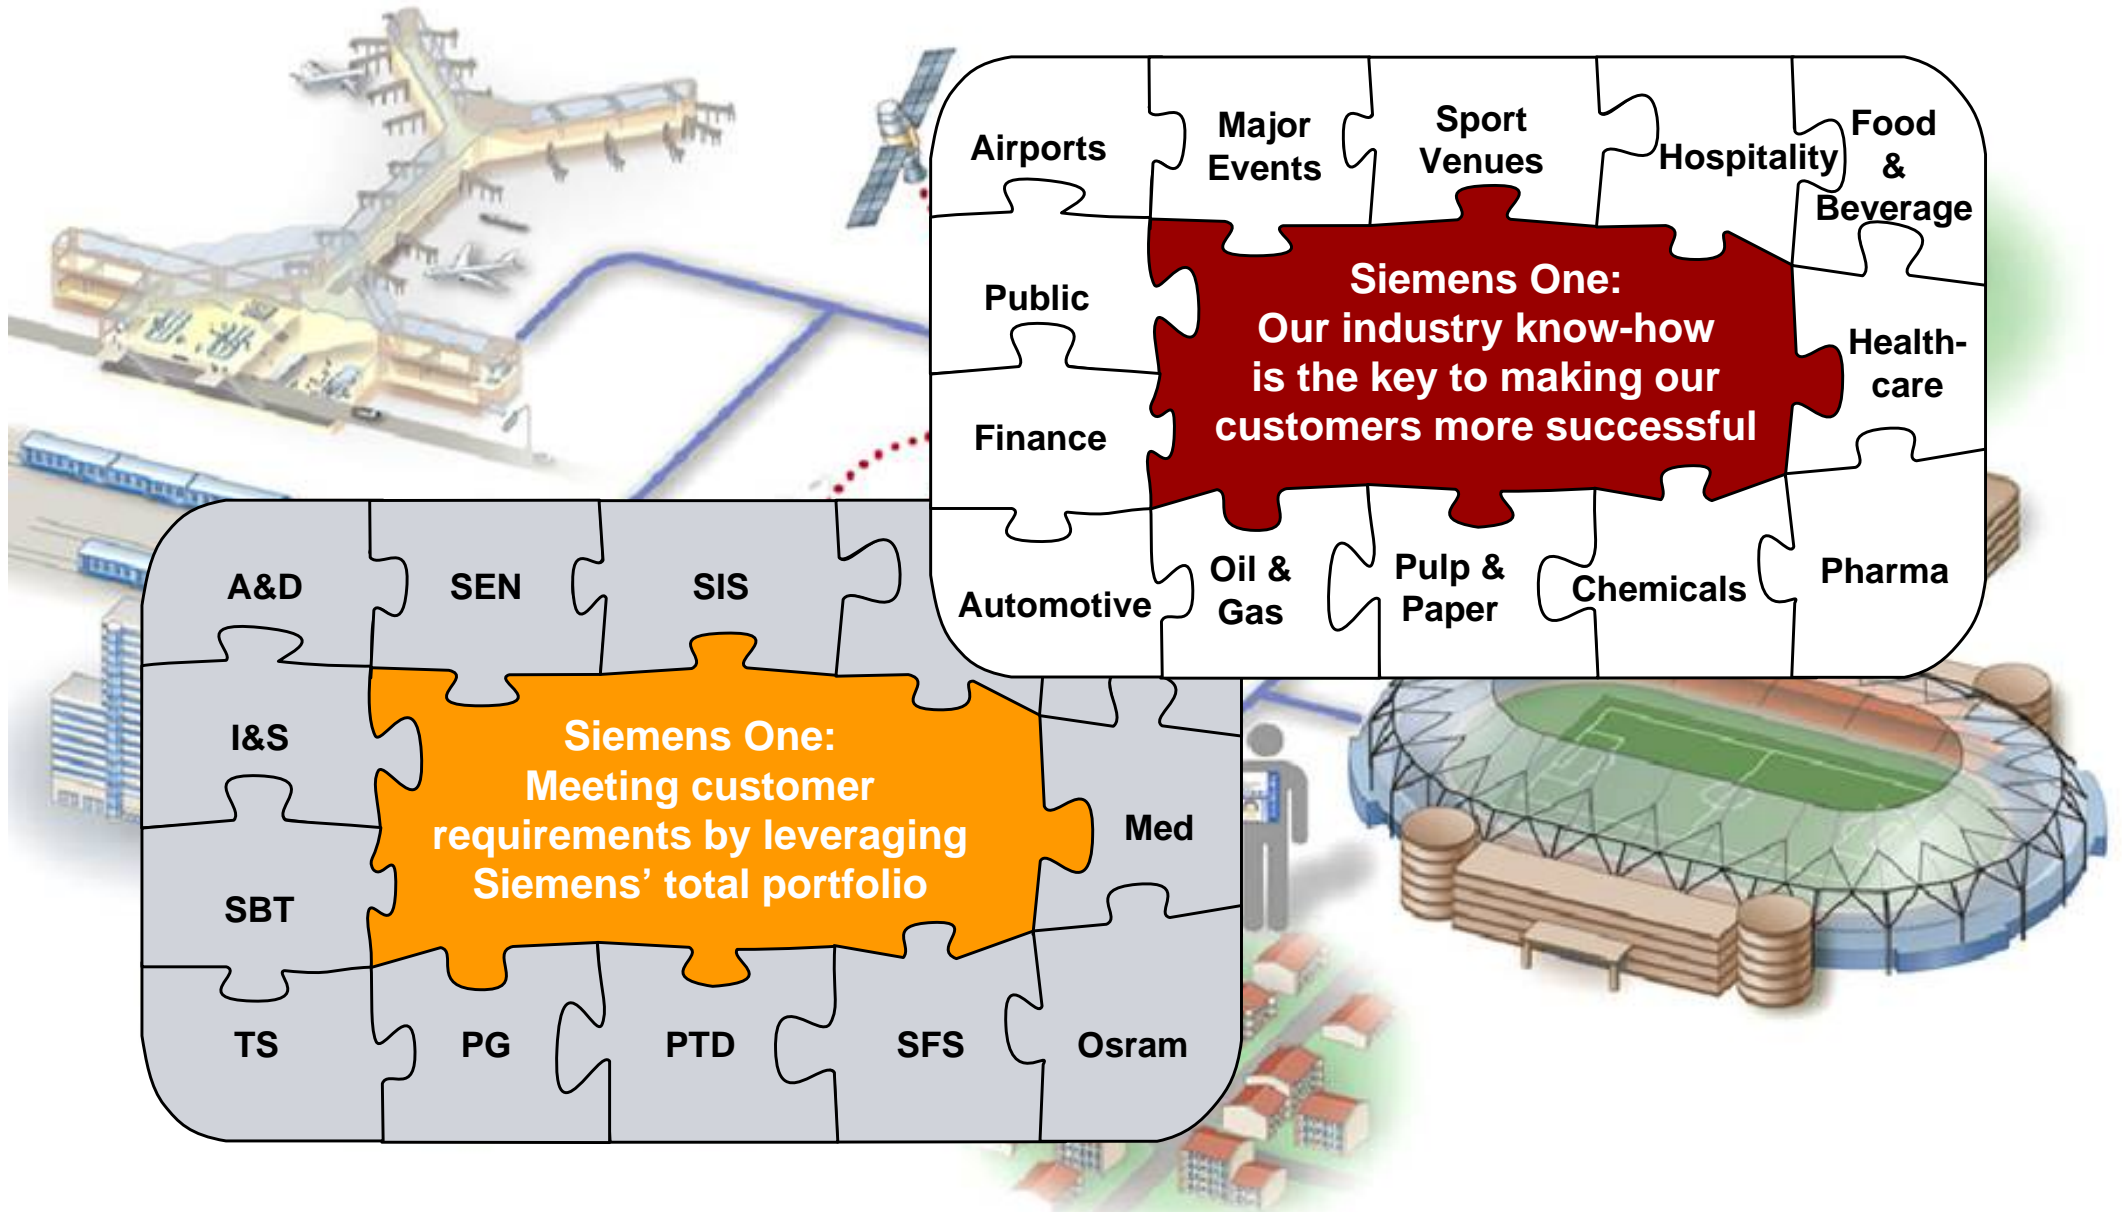 Airports
Major
Events
Sport
Venues
Hospitality
Food
&
Beverage
Public
Finance
Automotive
Siemens One:
Our industry know-how
is the key to making our
customers more successful
Health-
care
Oil &
Gas
Pulp &
Paper
Chemicals
Pharma
A&D
SEN
SIS
I&S
SBT
TS
Siemens One:
Meeting customer
requirements by leveraging
Siemens’ total portfolio
Med
PG
PTD
SFS
Osram